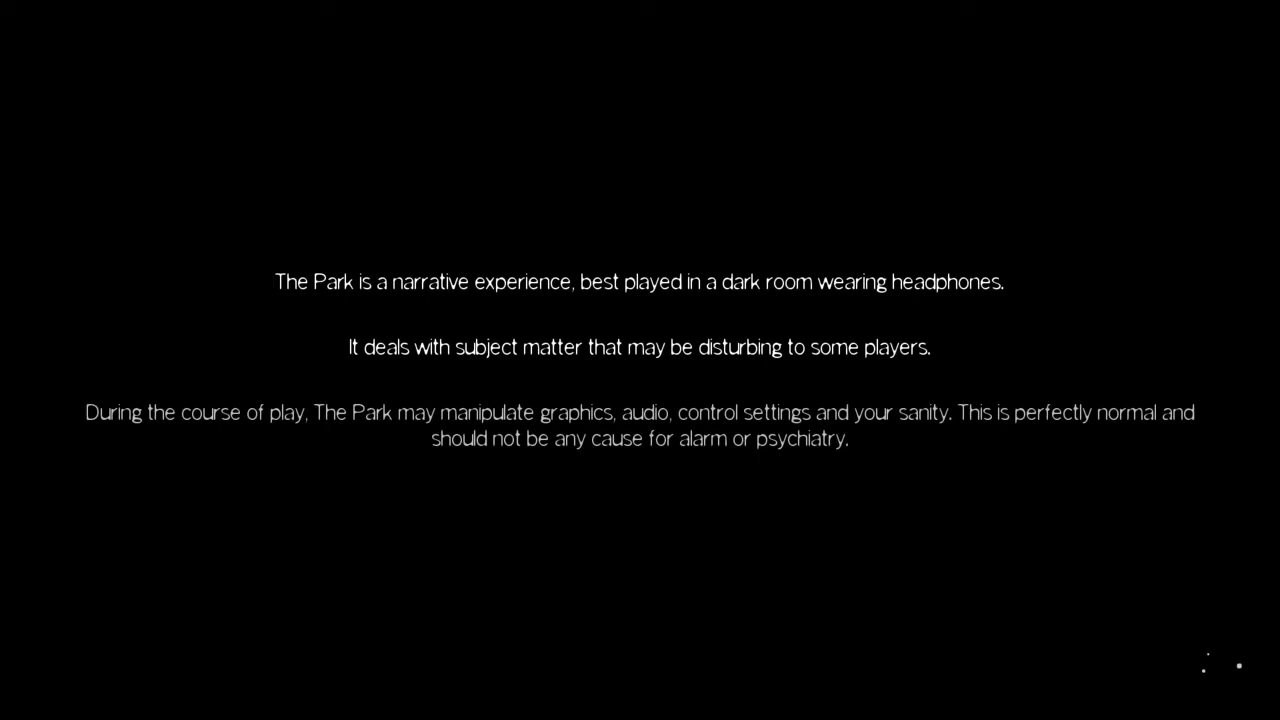 The Park is a narrative experience, best played in a dark room wearing headphones.
It deals with subject matter that may be disturbing to some players.
During the course of play, The Park may manipulate graphics, audio, control settings and your sanity. This is perfectly normal and
should not be any cause for alarm or psychiatry.